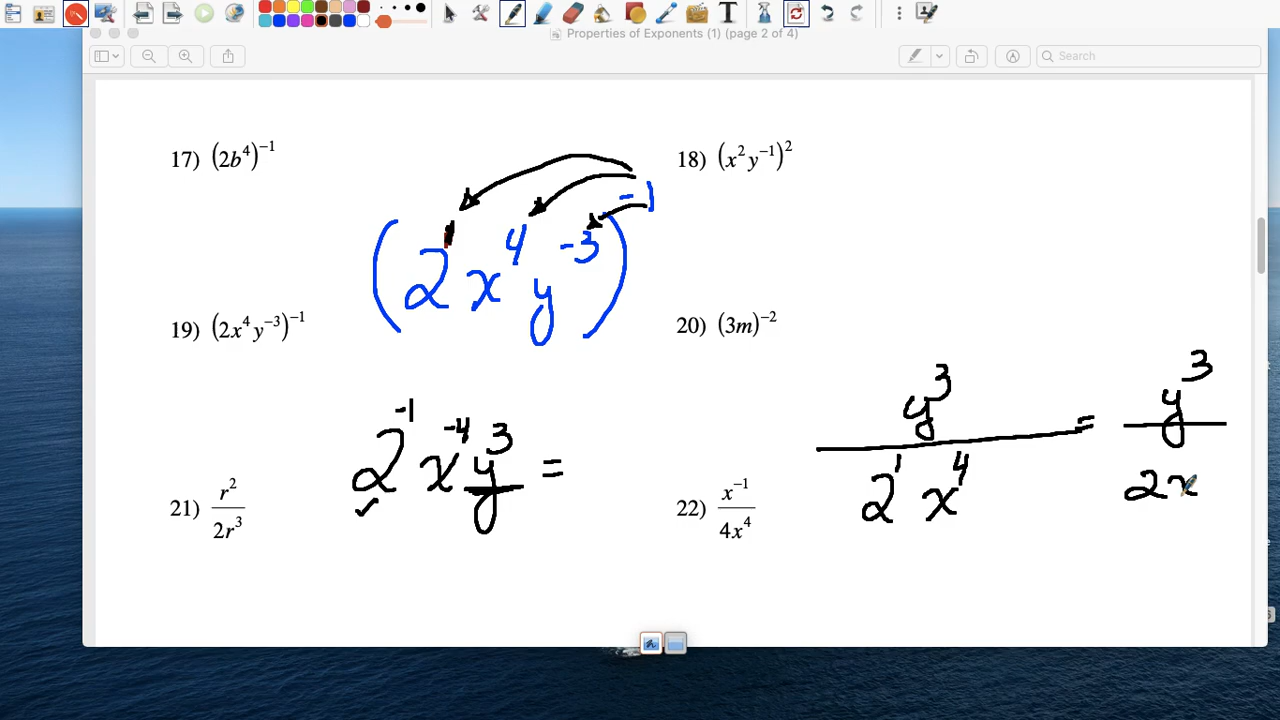 Properties of Exponents (1) (page 2 of 4)
Search
17) (2b⁴)⁻¹
18) (x²y⁻¹)²
(2¹x⁴y⁻³)⁻¹
19) (2x⁴y⁻³)⁻¹
20) (3m)⁻²
2⁻¹x⁻⁴y³ =
y³/2¹x⁴ = y³/2x
21) r²/2r³
22) x⁻¹/4x⁴